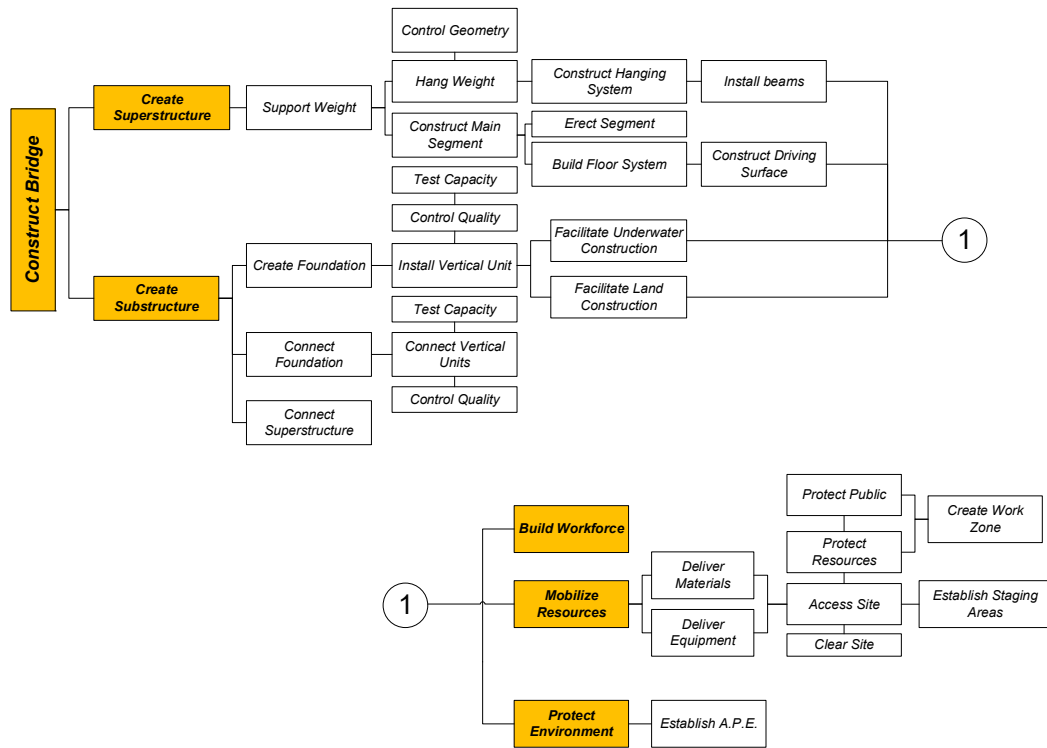 Control Geometry
Create
Superstructure
Support Weight
Hang Weight
Construct Hanging
System
Install beams
Construct Main
Segment
Erect Segment
Build Floor System
Construct Driving
Surface
Construct Bridge
Test Capacity
Control Quality
Create
Substructure
Create Foundation
Install Vertical Unit
Facilitate Underwater
Construction
Facilitate Land
Construction
1
Test Capacity
Connect
Foundation
Connect Vertical
Units
Control Quality
Connect
Superstructure
1
Build Workforce
Mobilize
Resources
Deliver
Materials
Deliver
Equipment
Protect Public
Protect
Resources
Create Work
Zone
Access Site
Establish Staging
Areas
Clear Site
Protect
Environment
Establish A.P.E.